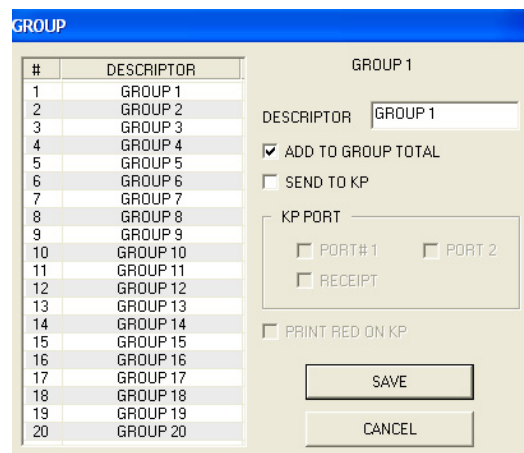 GROUP
# DESCRIPTOR
1 GROUP 1
2 GROUP 2
3 GROUP 3
4 GROUP 4
5 GROUP 5
6 GROUP 6
7 GROUP 7
8 GROUP 8
9 GROUP 9
10 GROUP 10
11 GROUP 11
12 GROUP 12
13 GROUP 13
14 GROUP 14
15 GROUP 15
16 GROUP 16
17 GROUP 17
18 GROUP 18
19 GROUP 19
20 GROUP 20
GROUP 1
DESCRIPTOR GROUP 1
ADD TO GROUP TOTAL
SEND TO KP
KP PORT
PORT# 1 PORT 2
RECEIPT
PRINT RED ON KP
SAVE
CANCEL